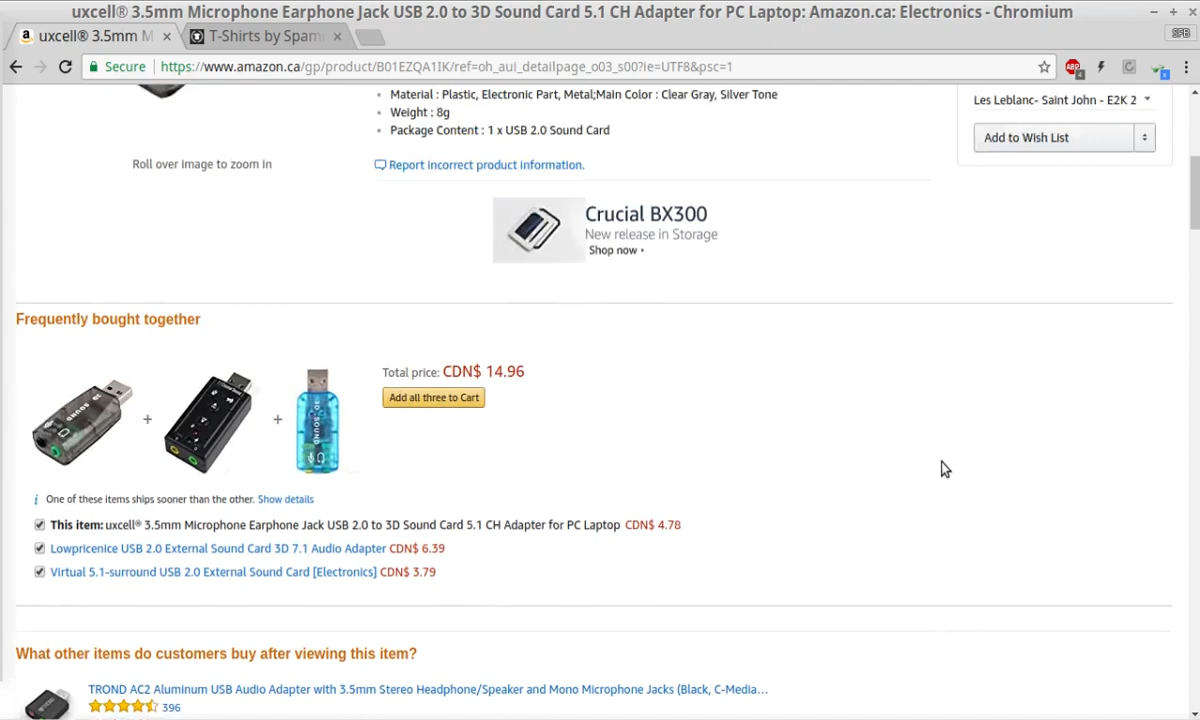 uxcell® 3.5mm Microphone Earphone Jack USB 2.0 to 3D Sound Card 5.1 CH Adapter for PC Laptop: Amazon.ca: Electronics - Chromium
uxcell® 3.5mm M
T-Shirts by Spam
SFB
Secure
https://www.amazon.ca/gp/product/B01EZQA1IK/ref=oh_aui_detailpage_o03_s00?ie=UTF8&psc=1
ABP
4
Material : Plastic, Electronic Part, Metal;Main Color : Clear Gray, Silver Tone
Weight : 8g
Package Content : 1 x USB 2.0 Sound Card
Les Leblanc- Saint John - E2K 2
Add to Wish List
Roll over image to zoom in
Report incorrect product information.
Crucial BX300
New release in Storage
Shop now
Frequently bought together
3D SOUND
+
+
3D SOUND
Total price: CDN$ 14.96
Add all three to Cart
i One of these items ships sooner than the other. Show details
This item: uxcell® 3.5mm Microphone Earphone Jack USB 2.0 to 3D Sound Card 5.1 CH Adapter for PC Laptop CDN$ 4.78
Lowpricenice USB 2.0 External Sound Card 3D 7.1 Audio Adapter CDN$ 6.39
Virtual 5.1-surround USB 2.0 External Sound Card [Electronics] CDN$ 3.79
What other items do customers buy after viewing this item?
TROND AC2 Aluminum USB Audio Adapter with 3.5mm Stereo Headphone/Speaker and Mono Microphone Jacks (Black, C-Media…
396